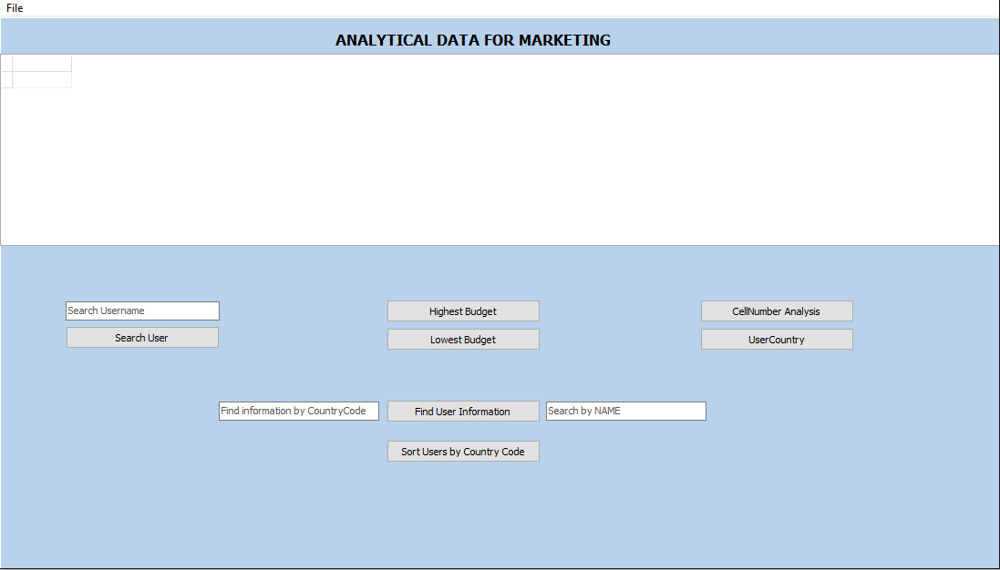 File
ANALYTICAL DATA FOR MARKETING
Search Username
Highest Budget
CellNumber Analysis
Search User
Lowest Budget
UserCountry
Find information by CountryCode
Find User Information
Search by NAME
Sort Users by Country Code